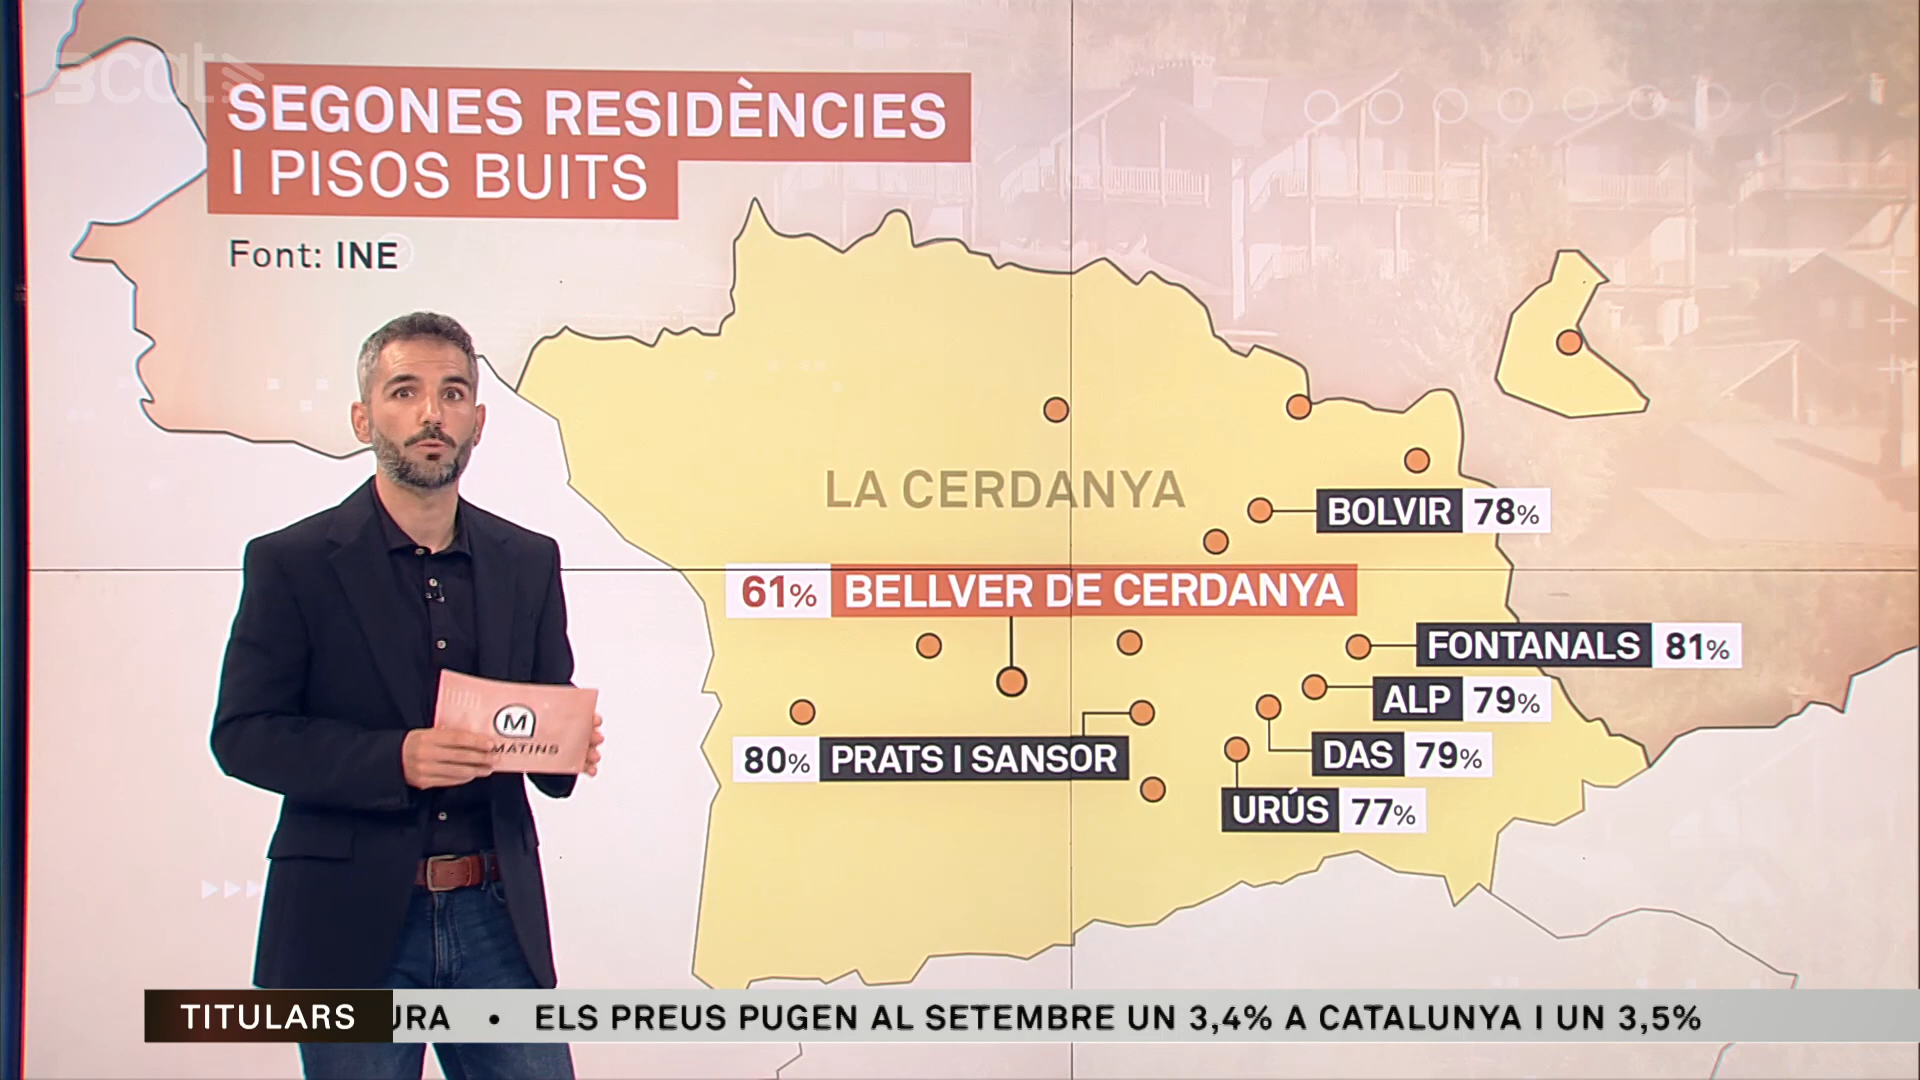 3cat
SEGONES RESIDÈNCIES
I PISOS BUITS
Font: INE
LA CERDANYA
BOLVIR 78%
61% BELLVER DE CERDANYA
FONTANALS 81%
ALP 79%
80% PRATS I SANSOR
DAS 79%
URÚS 77%
M
MATINS
TITULARS
URA • ELS PREUS PUGEN AL SETEMBRE UN 3,4% A CATALUNYA I UN 3,5%